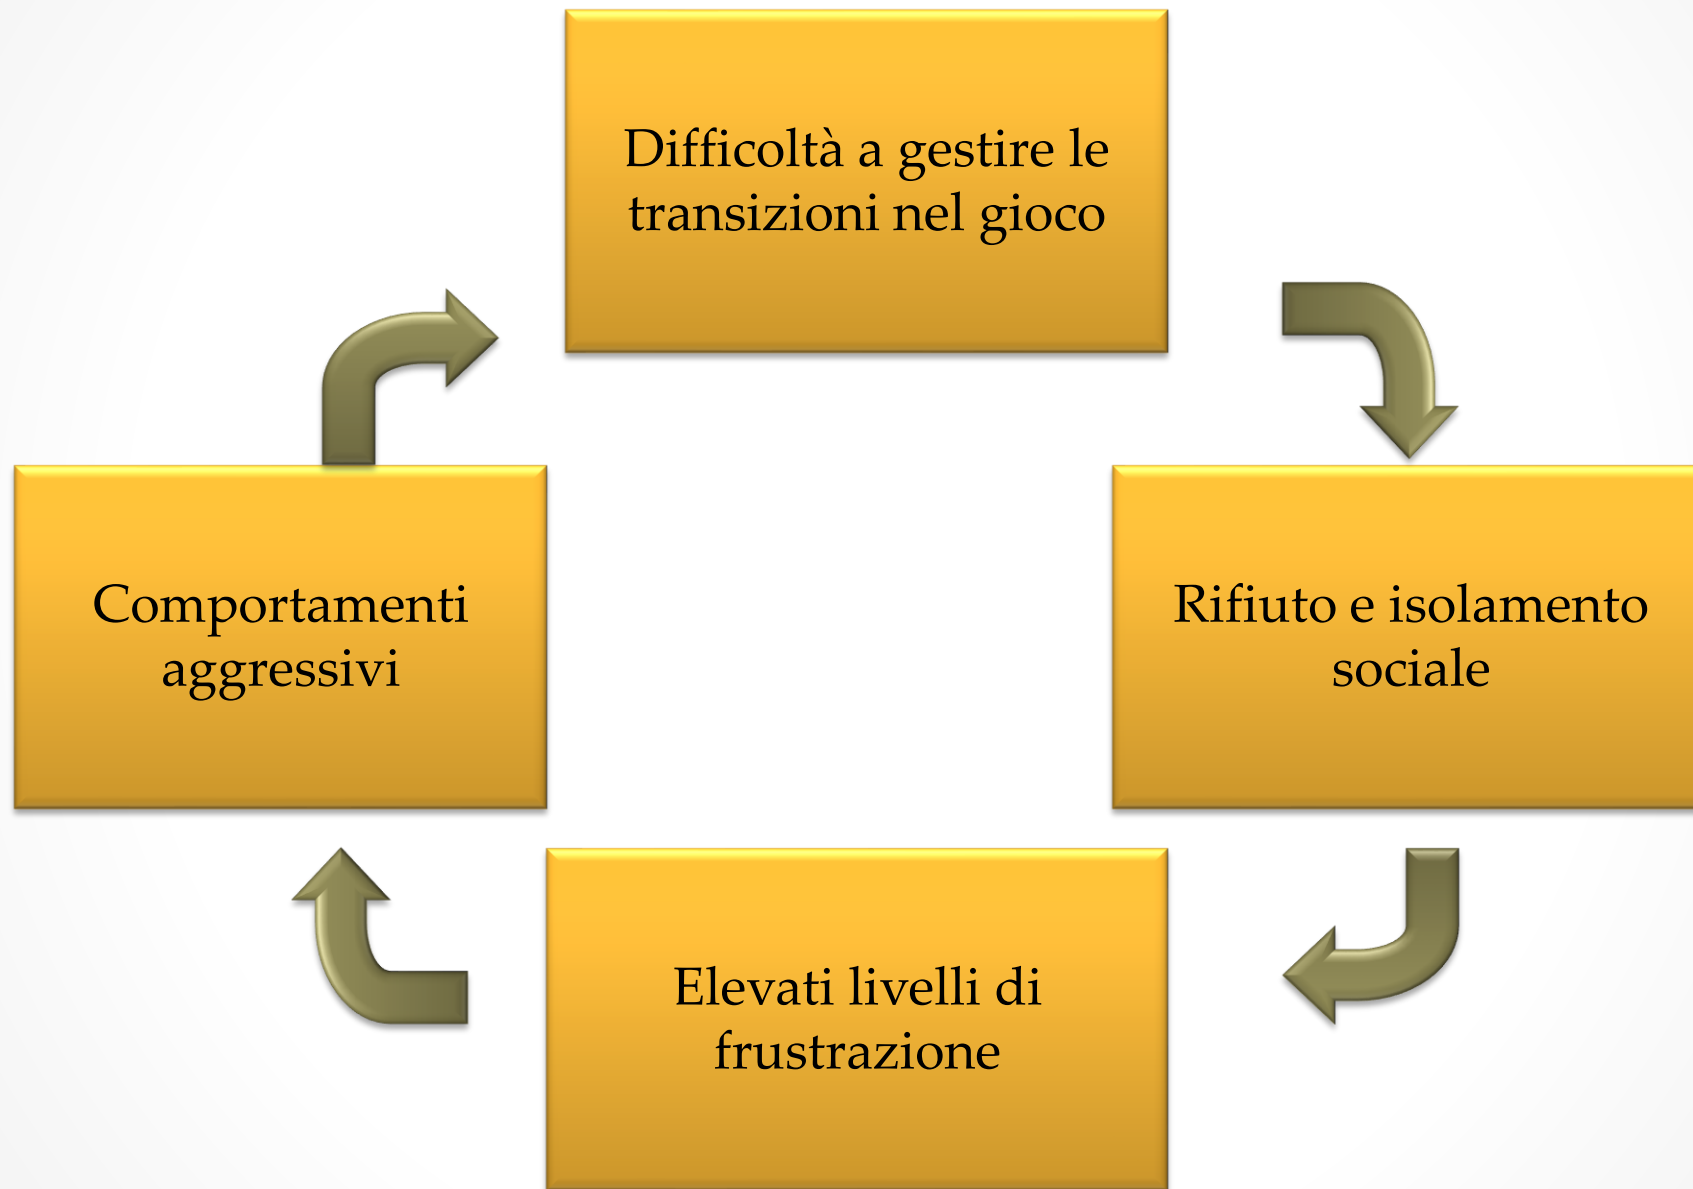 Difficoltà a gestire le
transizioni nel gioco
Comportamenti
aggressivi
Rifiuto e isolamento
sociale
Elevati livelli di
frustrazione